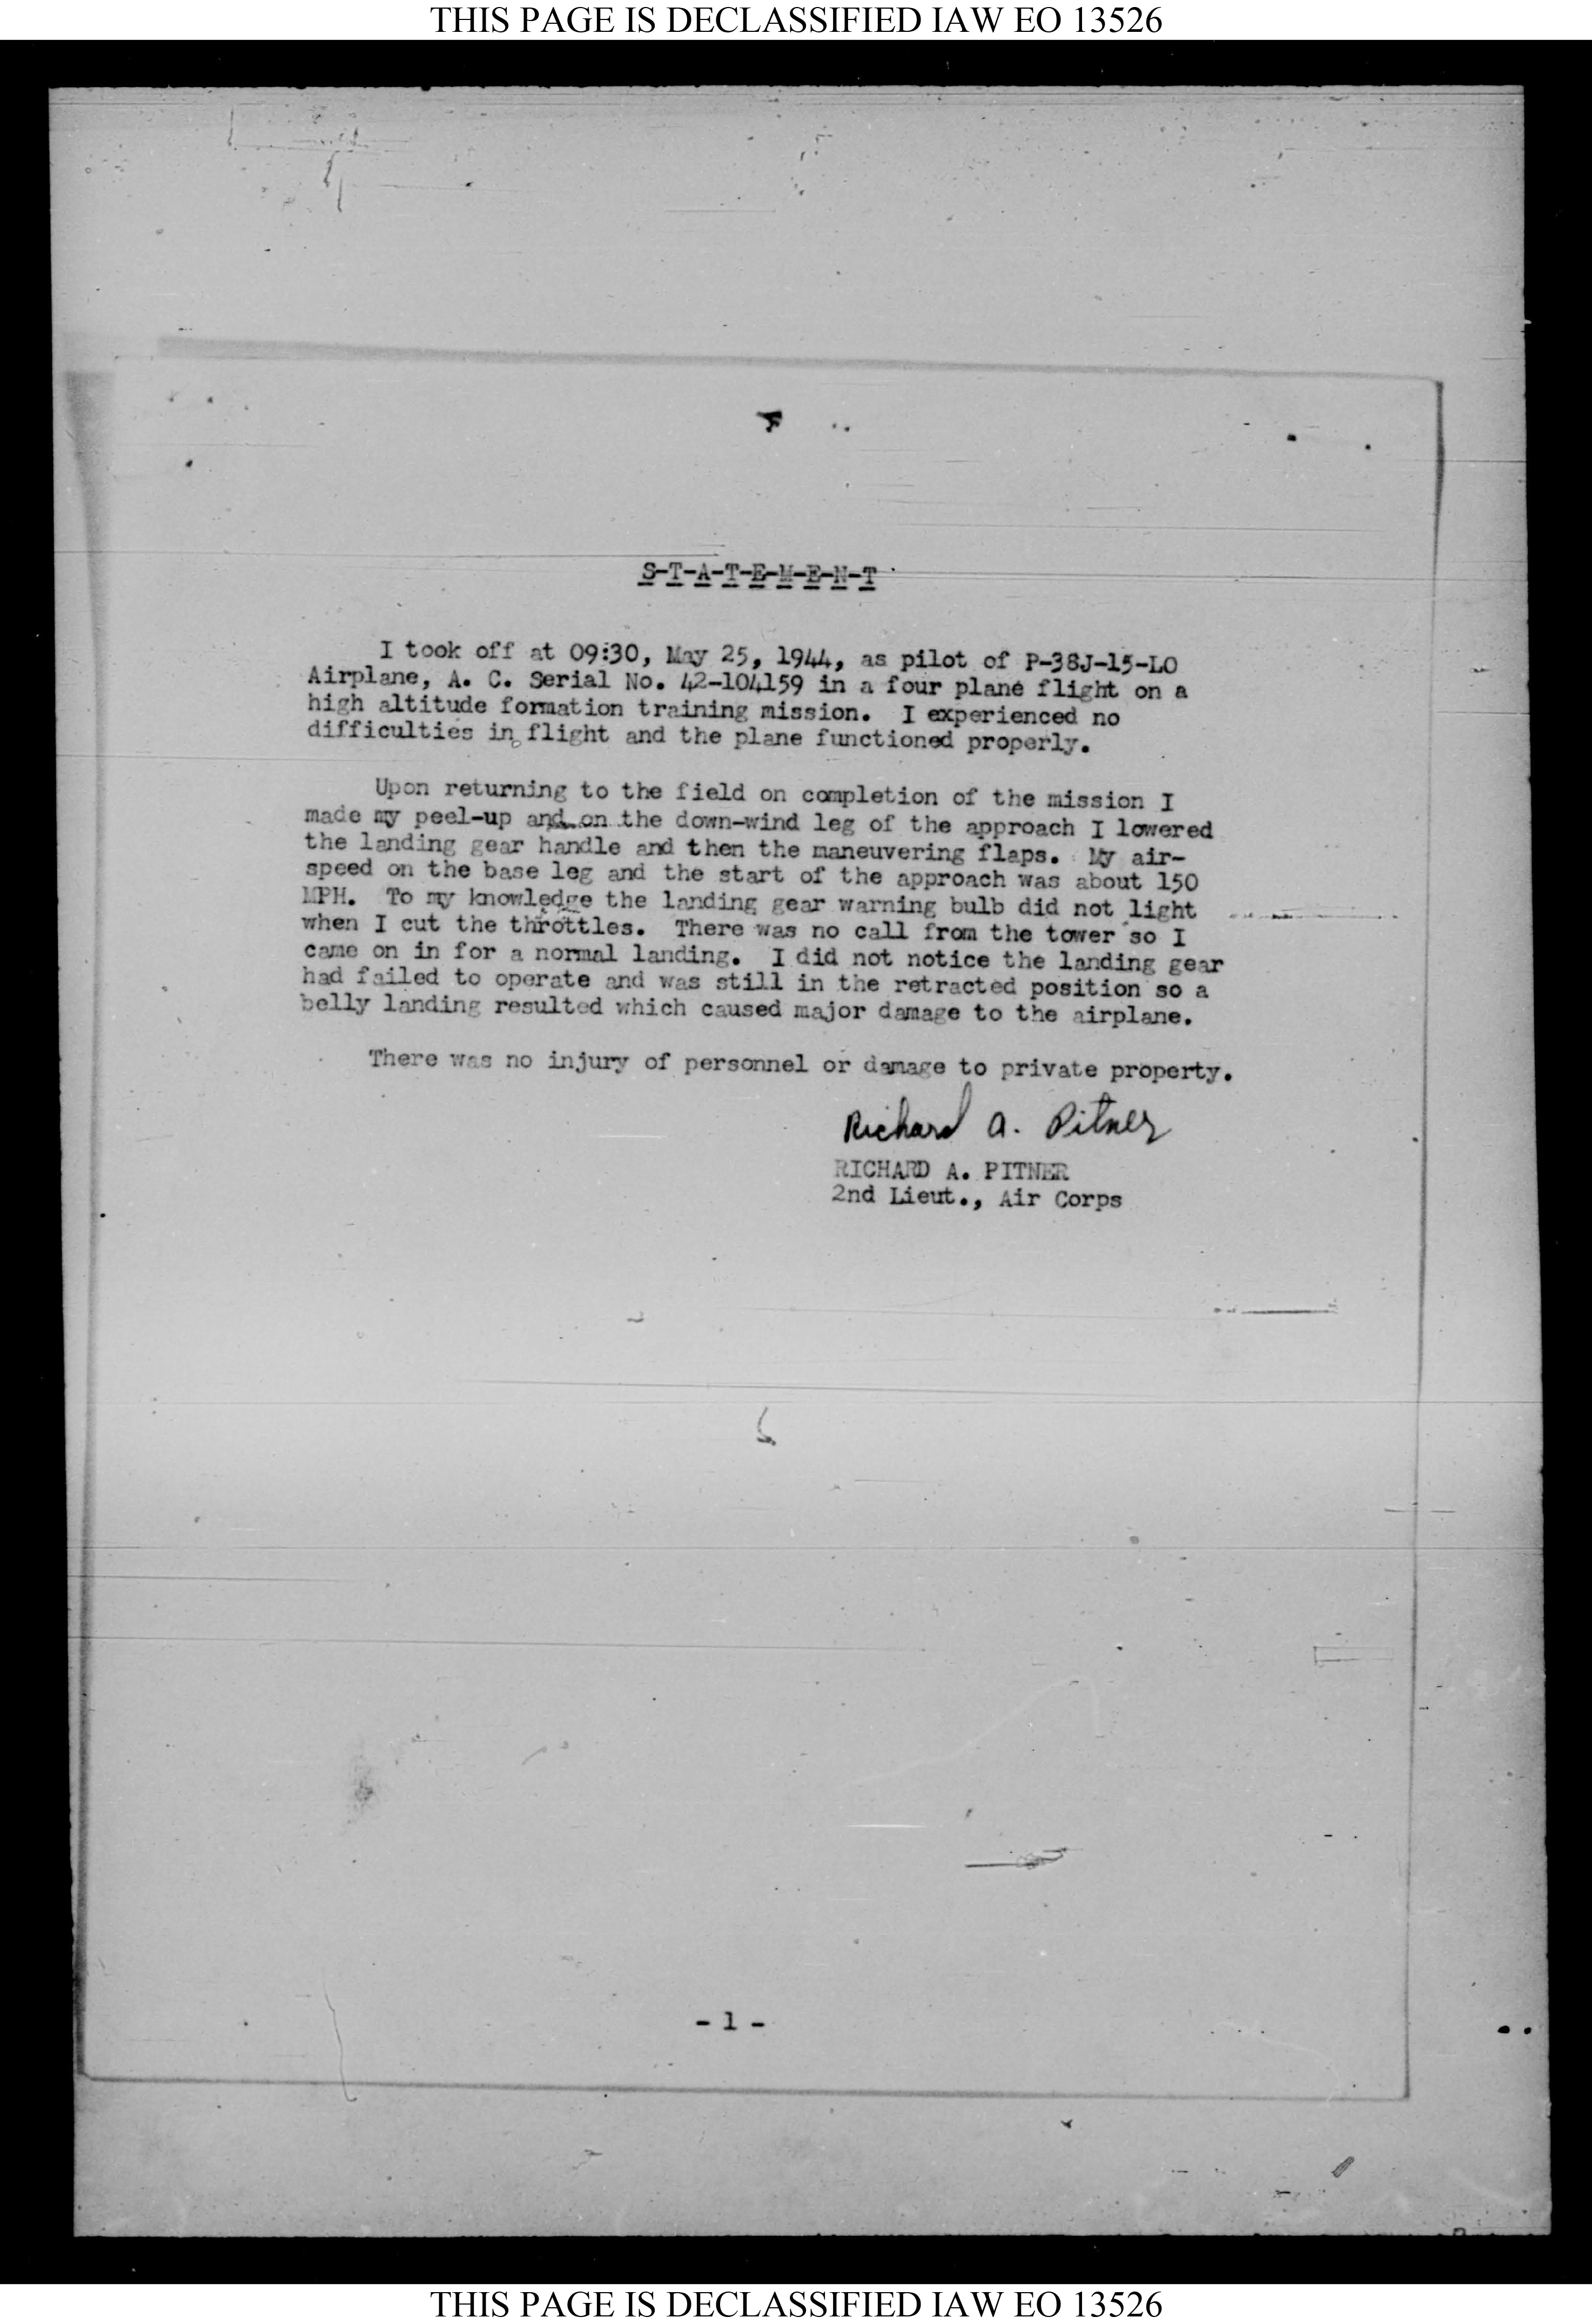 THIS PAGE IS DECLASSIFIED IAW EO 13526
S-T-A-T-E-M-E-N-T
I took off at 09:30, May 25, 1944, as pilot of P-38J-15-LO
Airplane, A. C. Serial No. 42-104159 in a four plane flight on a
high altitude formation training mission. I experienced no
difficulties in flight and the plane functioned properly.
Upon returning to the field on completion of the mission I
made my peel-up and on the down-wind leg of the approach I lowered
the landing gear handle and then the maneuvering flaps. My air-
speed on the base leg and the start of the approach was about 150
MPH. To my knowledge the landing gear warning bulb did not light
when I cut the throttles. There was no call from the tower so I
came on in for a normal landing. I did not notice the landing gear
had failed to operate and was still in the retracted position so a
belly landing resulted which caused major damage to the airplane.
There was no injury of personnel or damage to private property.
Richard A. Pitner
RICHARD A. PITNER
2nd Lieut., Air Corps
- 1 -
THIS PAGE IS DECLASSIFIED IAW EO 13526